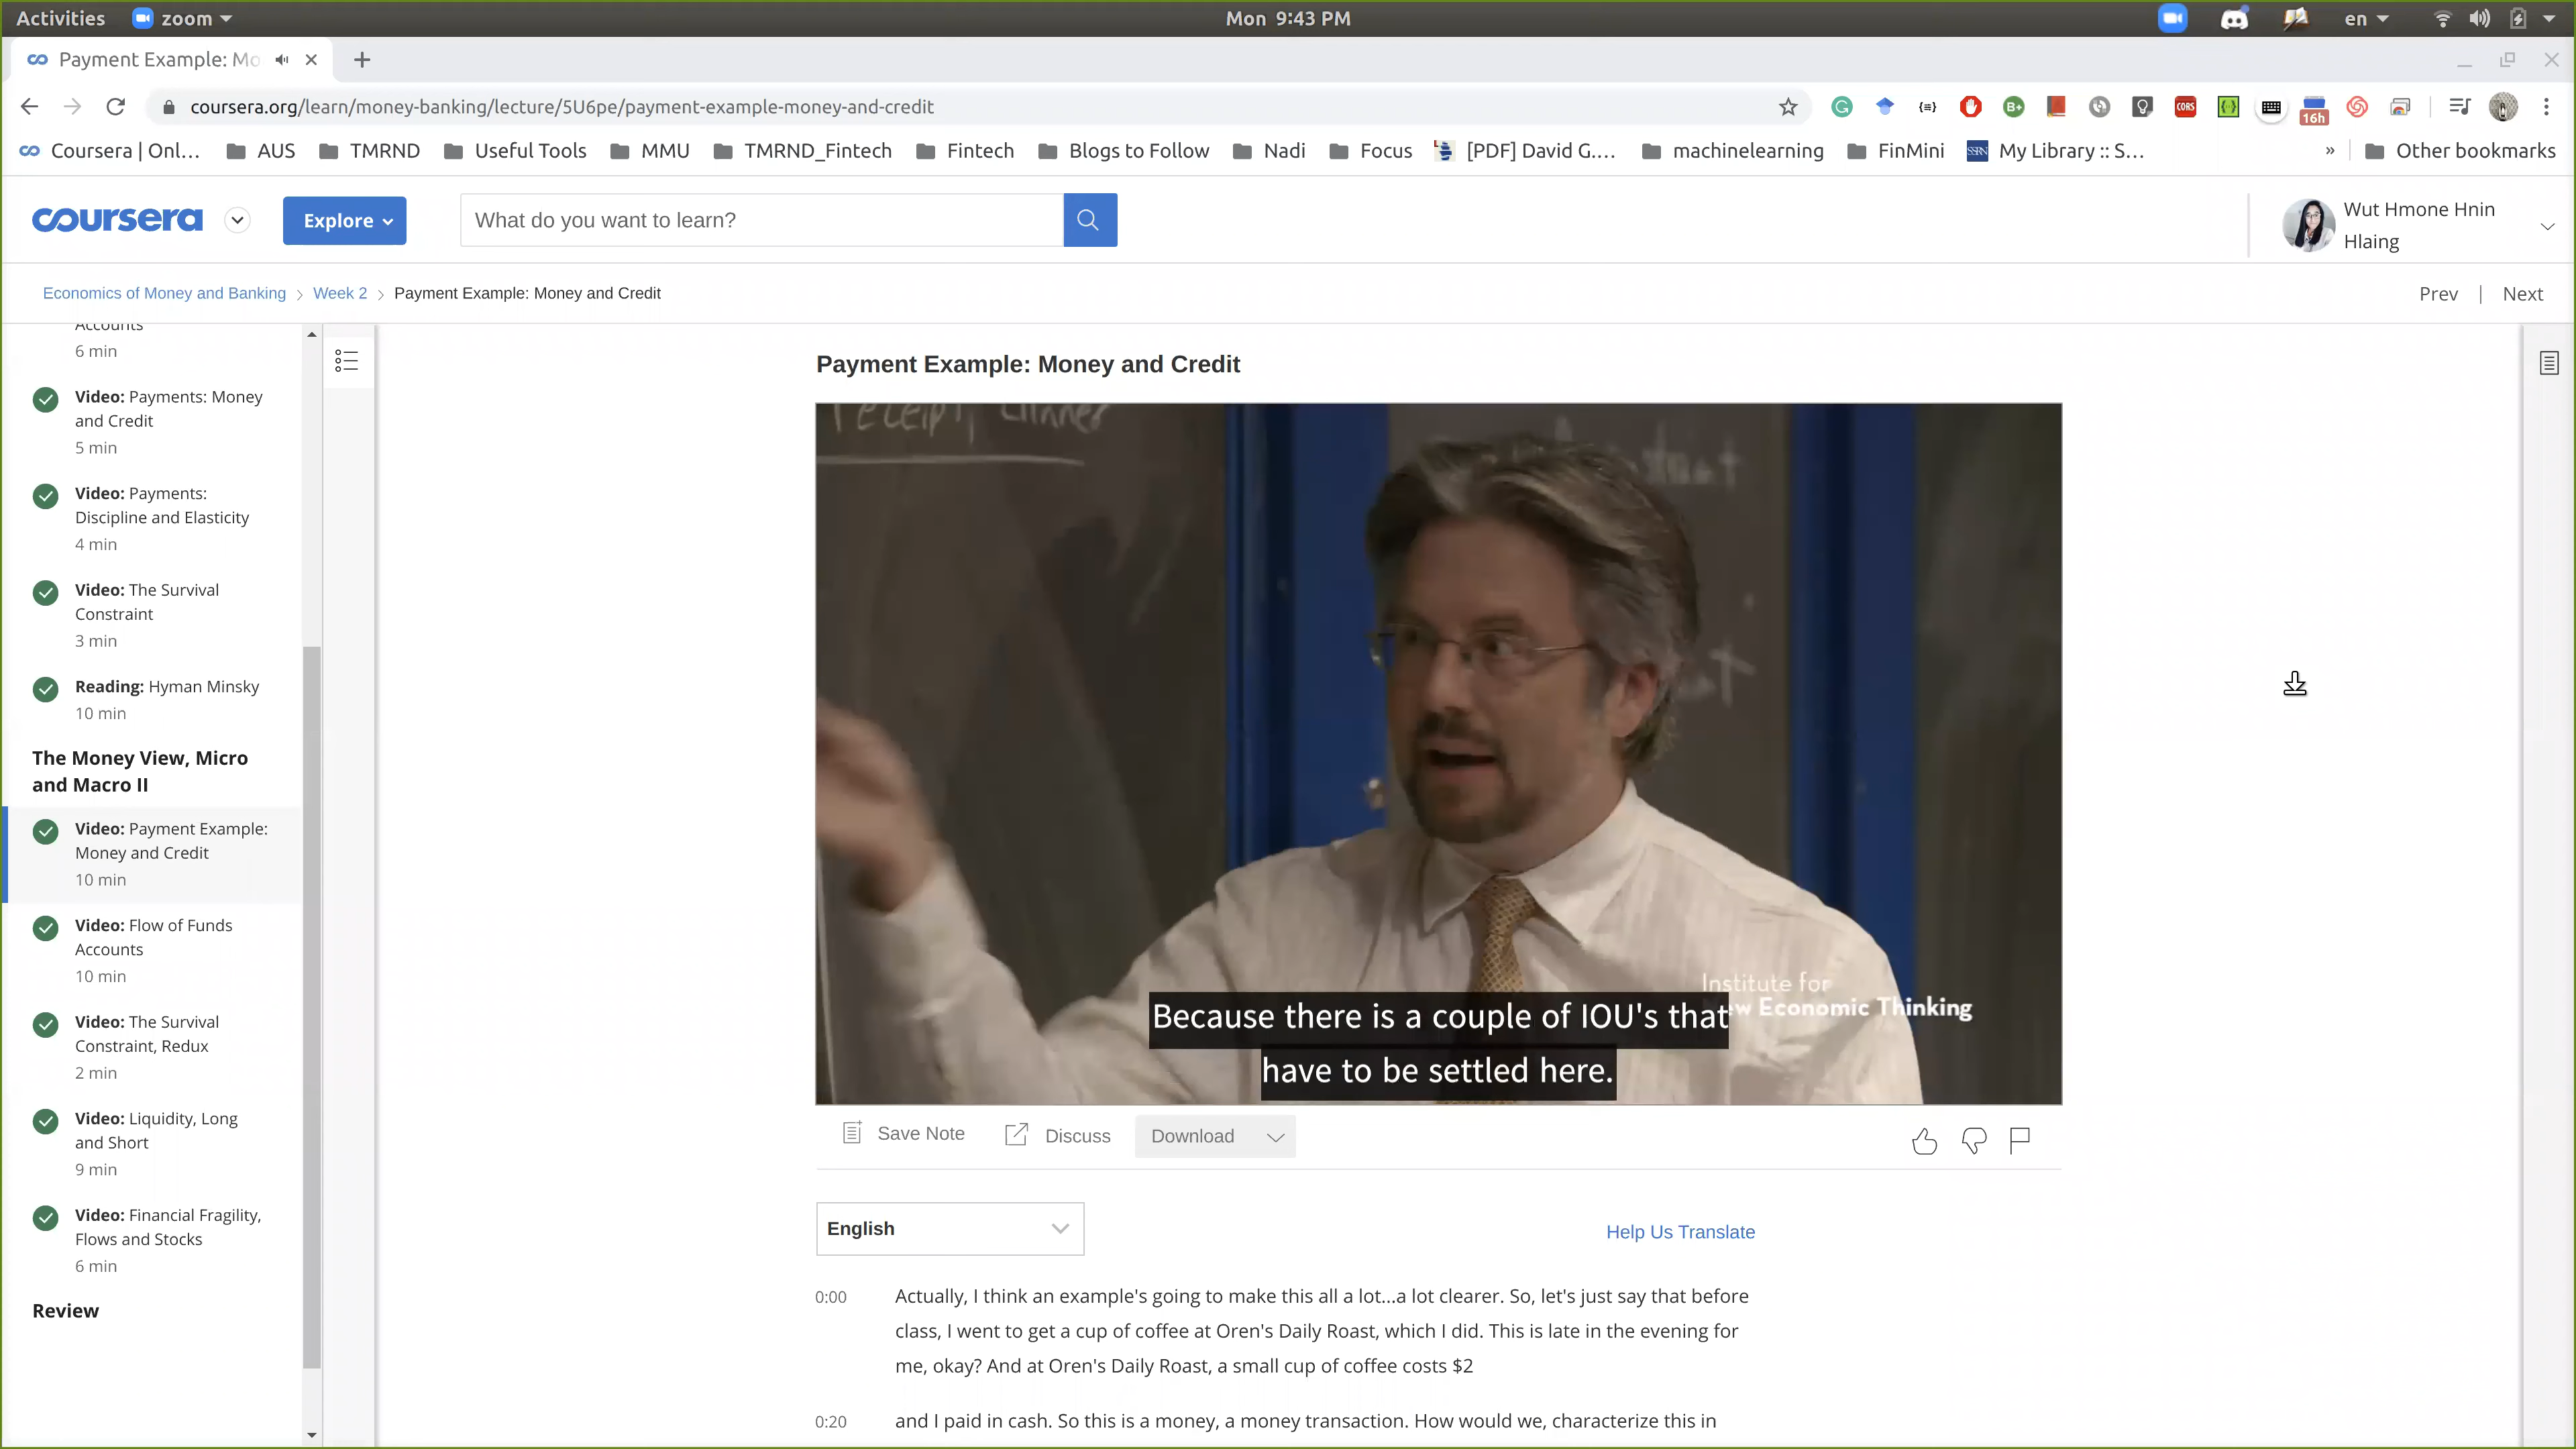 Activities zoom Mon 9:43 PM en
Payment Example: Mo
coursera.org/learn/money-banking/lecture/5U6pe/payment-example-money-and-credit
B+ CORS 16h
Coursera | Onl... AUS TMRND Useful Tools MMU TMRND_Fintech Fintech Blogs to Follow Nadi Focus [PDF] David G.... machinelearning FinMini SSRN My Library :: S... » Other bookmarks
coursera Explore What do you want to learn? Wut Hmone Hnin
Hlaing
Economics of Money and Banking > Week 2 > Payment Example: Money and Credit Prev | Next
Accounts
6 min
Video: Payments: Money
and Credit
5 min
Video: Payments:
Discipline and Elasticity
4 min
Video: The Survival
Constraint
3 min
Reading: Hyman Minsky
10 min
The Money View, Micro
and Macro II
Video: Payment Example:
Money and Credit
10 min
Video: Flow of Funds
Accounts
10 min
Video: The Survival
Constraint, Redux
2 min
Video: Liquidity, Long
and Short
9 min
Video: Financial Fragility,
Flows and Stocks
6 min
Review
Payment Example: Money and Credit
receipt, dinner
Institute for
Economic Thinking
Because there is a couple of IOU's that
have to be settled here.
Save Note Discuss Download
English Help Us Translate
0:00 Actually, I think an example's going to make this all a lot...a lot clearer. So, let's just say that before
class, I went to get a cup of coffee at Oren's Daily Roast, which I did. This is late in the evening for
me, okay? And at Oren's Daily Roast, a small cup of coffee costs $2
0:20 and I paid in cash. So this is a money, a money transaction. How would we, characterize this in